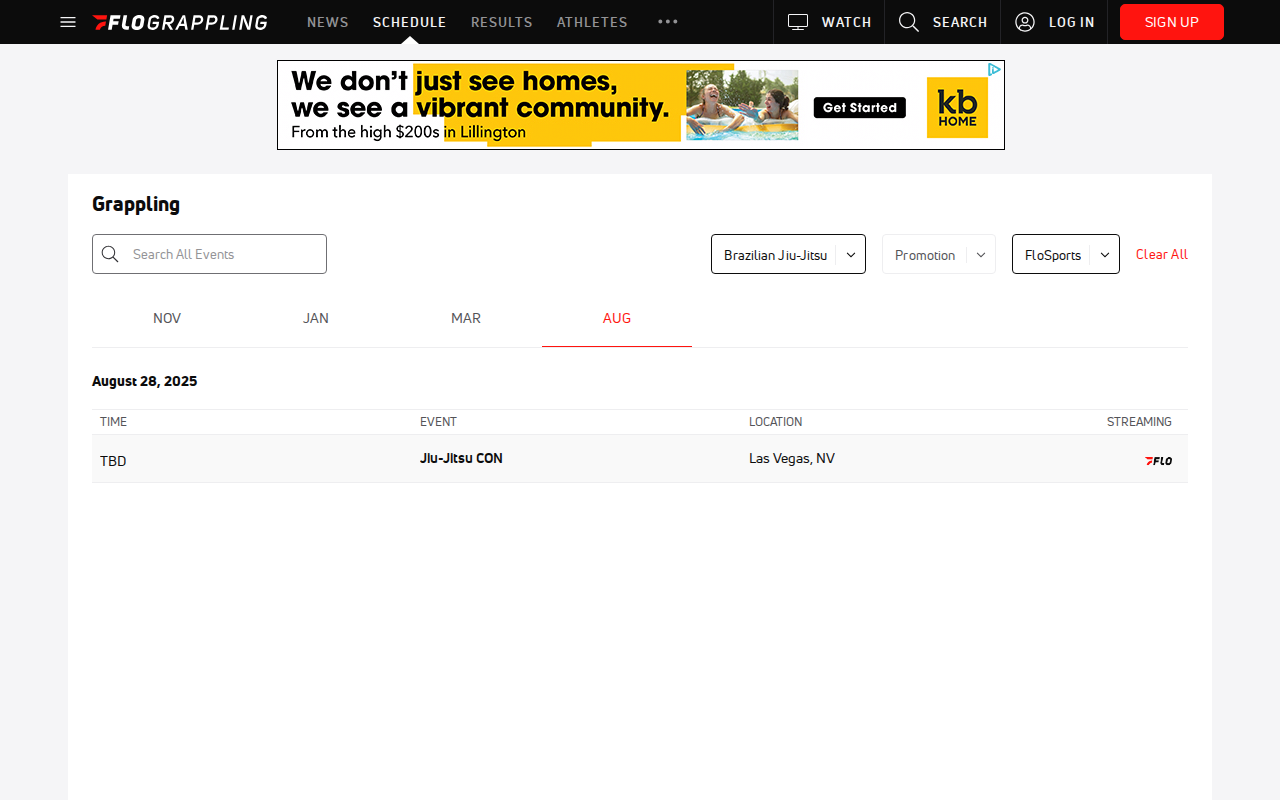 FLOGRAPPLING NEWS SCHEDULE RESULTS ATHLETES ••• WATCH SEARCH LOG IN SIGN UP
We don't just see homes,
we see a vibrant community.
From the high $200s in Lillington
Get Started
kb
HOME
Grappling
Search All Events Brazilian Jiu-Jitsu Promotion FloSports Clear All
NOV JAN MAR AUG
August 28, 2025
TIME EVENT LOCATION STREAMING
TBD Jiu-Jitsu CON Las Vegas, NV FLO